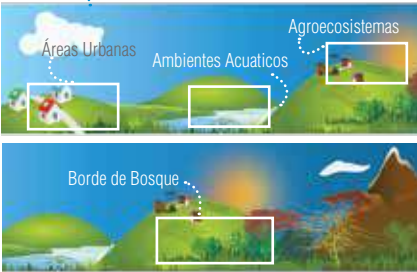 Agroecosistemas
Áreas Urbanas
Ambientes Acuaticos
Borde de Bosque